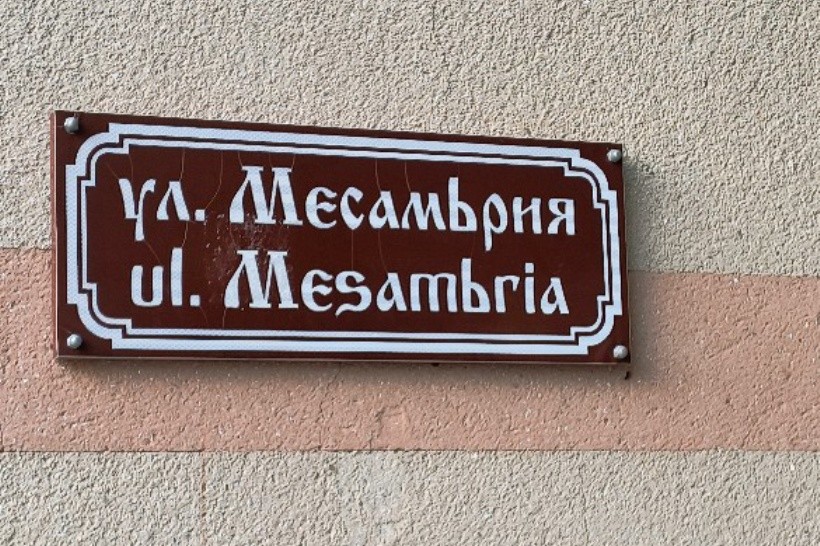 ул. Месамбрия
ul. Mesambria